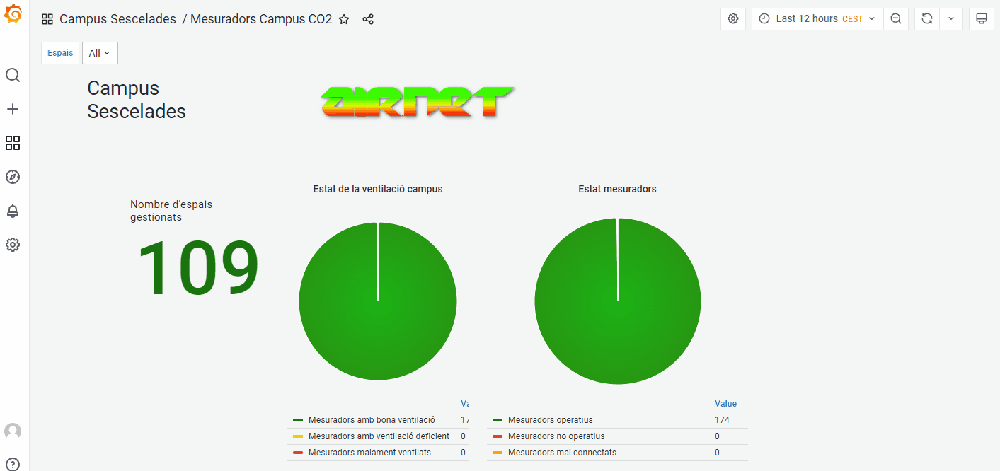 Campus Sescelades / Mesuradors Campus CO2
Last 12 hours CEST
Espais
All
Campus
Sescelades
AIRNET
Nombre d'espais
gestionats
109
Estat de la ventilació campus
Va
Mesuradors amb bona ventilació 17
Mesuradors amb ventilació deficient 0
Mesuradors malament ventilats 0
Estat mesuradors
Value
Mesuradors operatius 174
Mesuradors no operatius 0
Mesuradors mai connectats 0